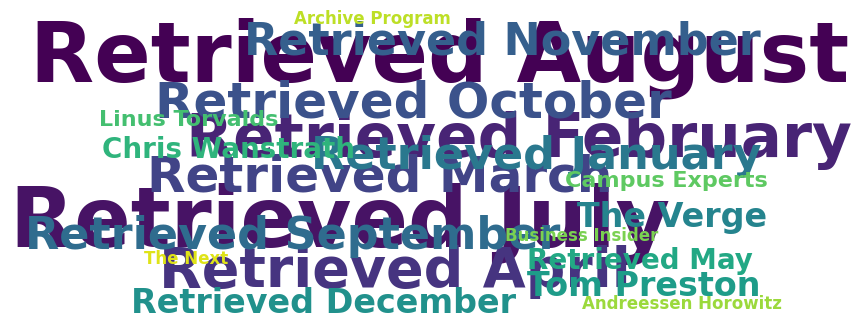 Archive Program
Retrieved November
Retrieved August
Retrieved October
Linus Torvalds
Retrieved February
Chris Wanstrath
Retrieved January
Retrieved March
Campus Experts
Retrieved July
The Verge
Retrieved September
Business Insider
The Next
Retrieved May
Retrieved April
Tom Preston
Retrieved December
Andreessen Horowitz